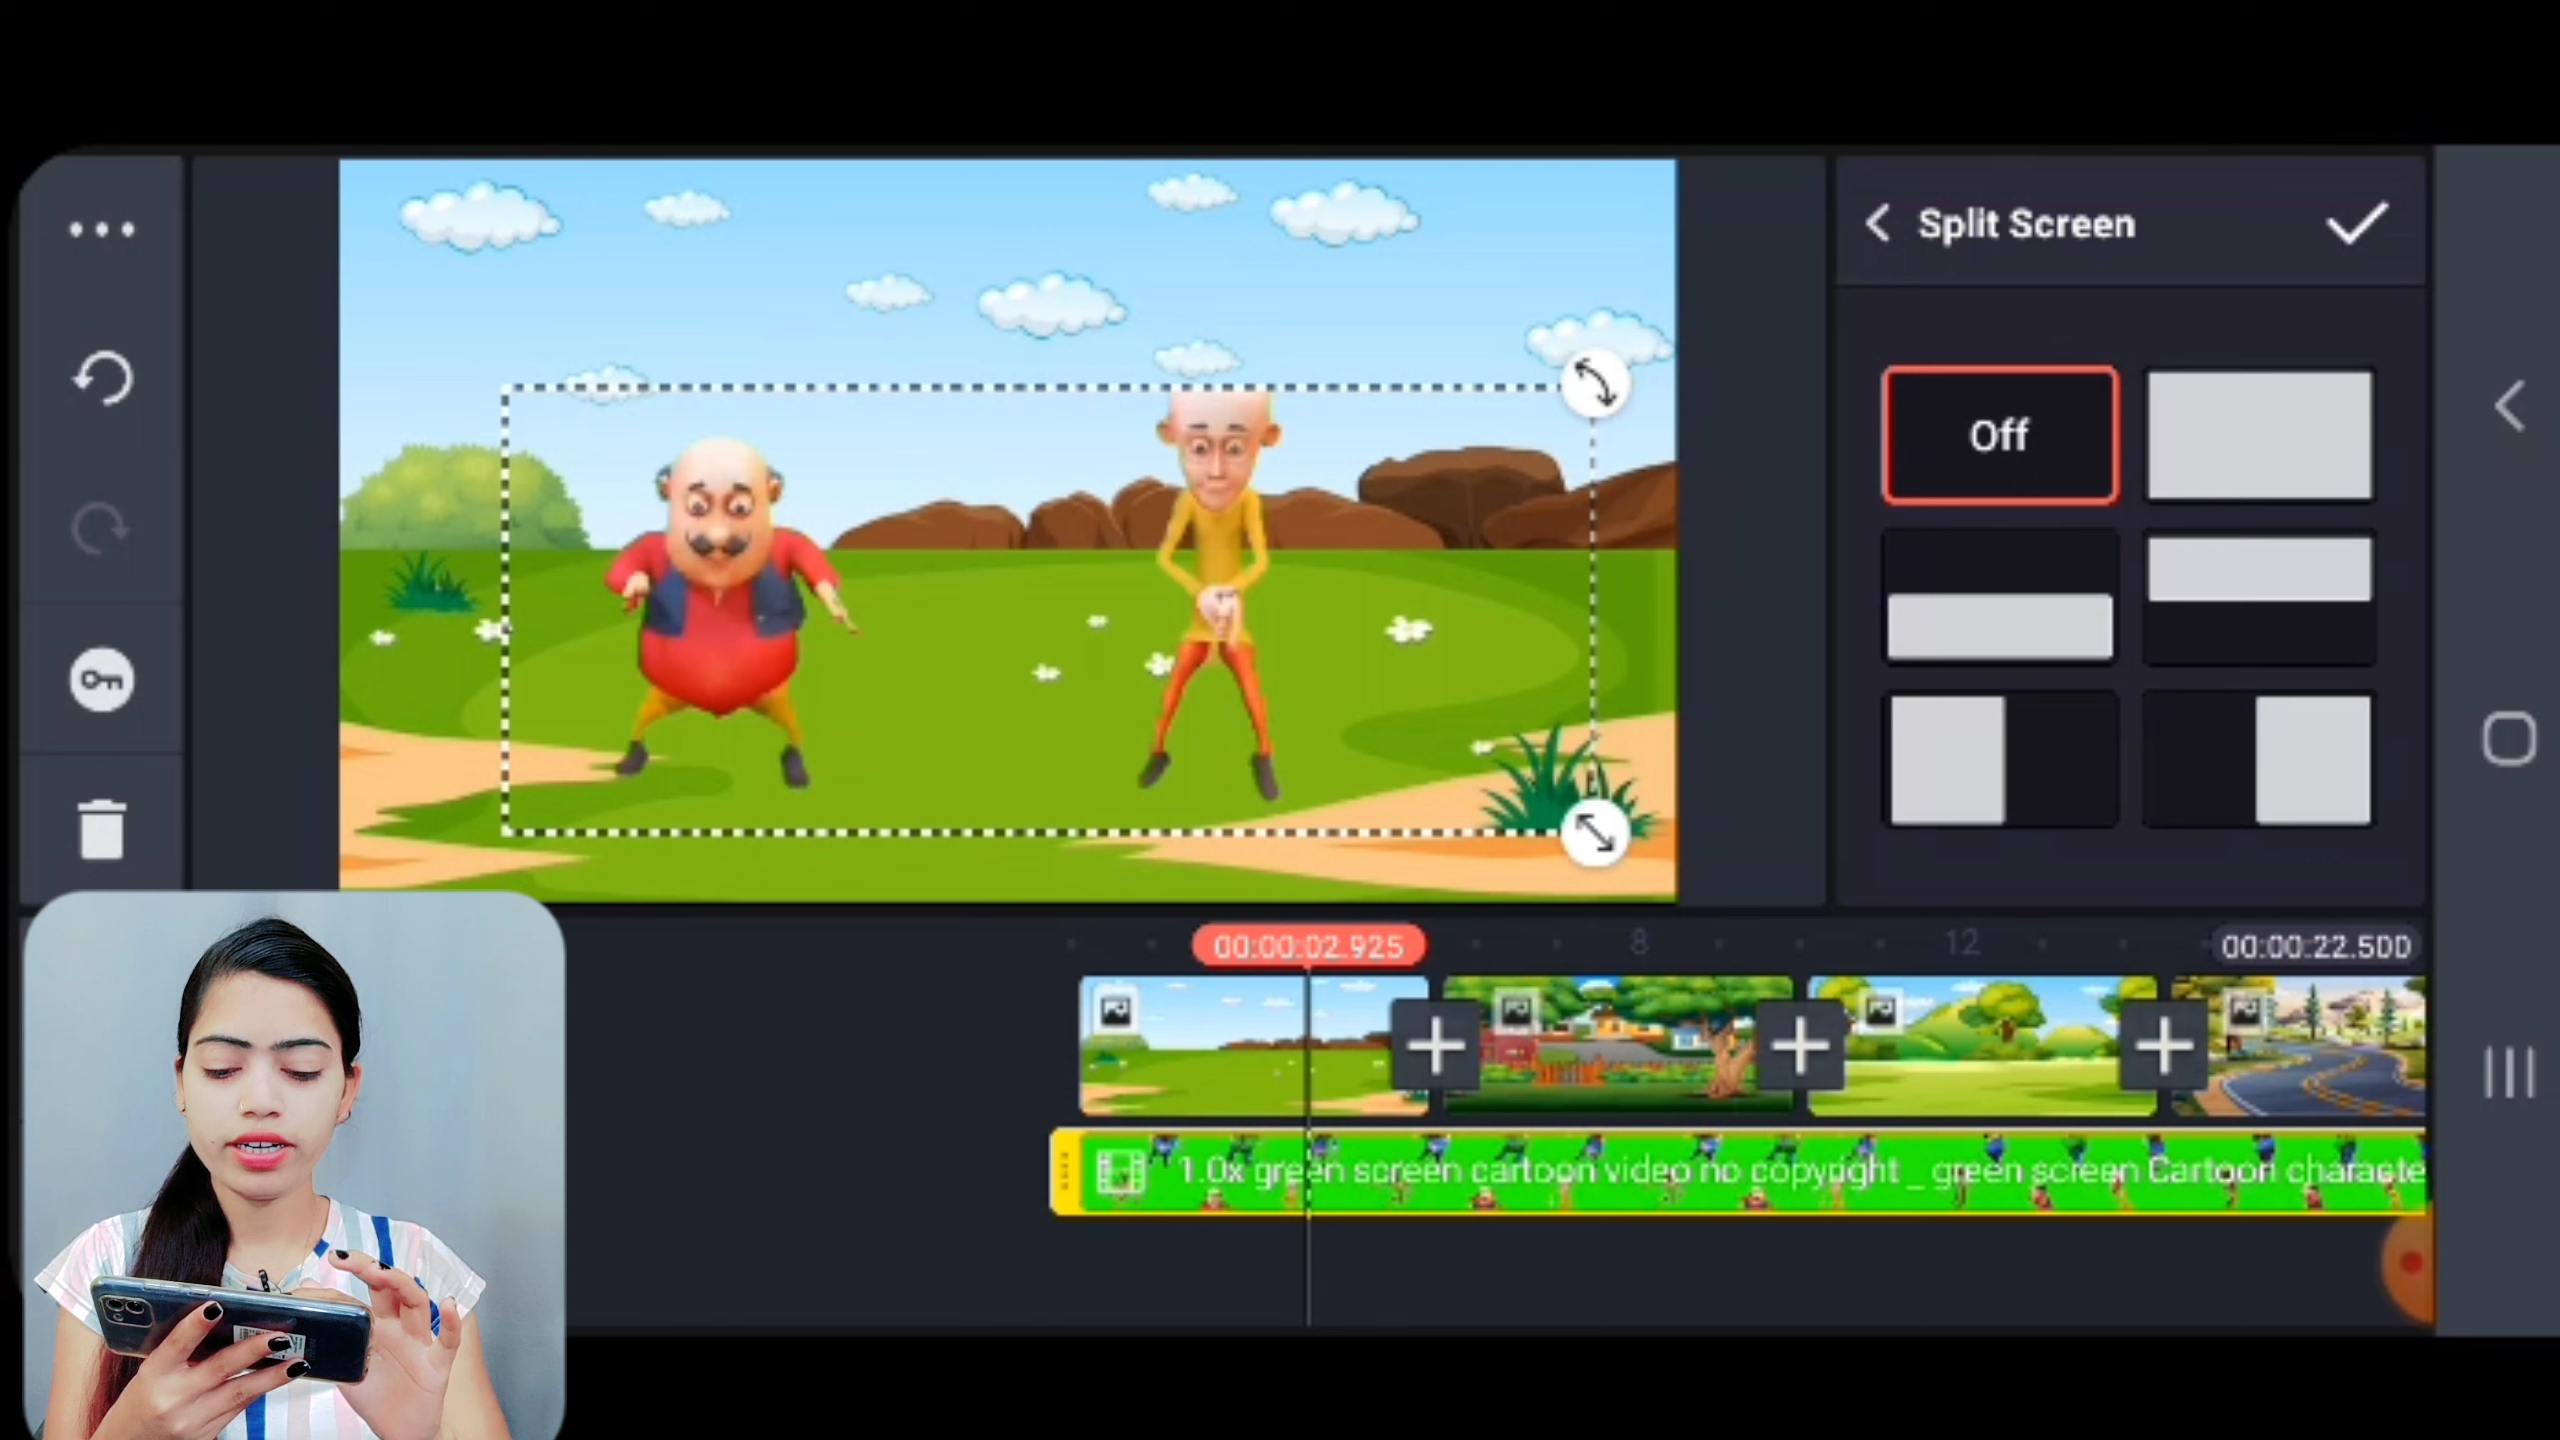 Split Screen
Off
00:00:02.925
8
12
00:00:22.500
1.0x green screen cartoon video no copyright _ green screen Cartoon characte